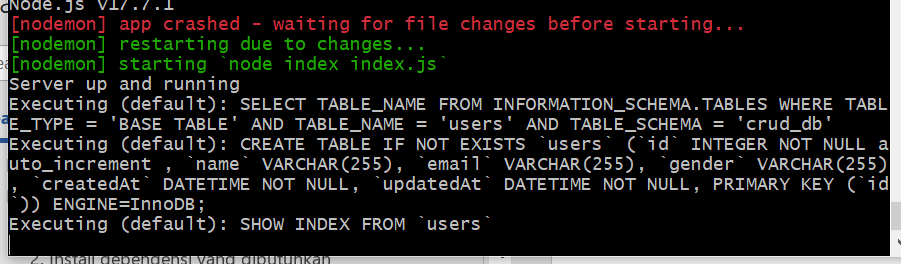 Node.js v17.7.1
[nodemon] app crashed - waiting for file changes before starting...
[nodemon] restarting due to changes...
[nodemon] starting `node index index.js`
Server up and running
Executing (default): SELECT TABLE_NAME FROM INFORMATION_SCHEMA.TABLES WHERE TABL
E_TYPE = 'BASE TABLE' AND TABLE_NAME = 'users' AND TABLE_SCHEMA = 'crud_db'
Executing (default): CREATE TABLE IF NOT EXISTS `users` (`id` INTEGER NOT NULL a
uto_increment , `name` VARCHAR(255), `email` VARCHAR(255), `gender` VARCHAR(255)
, `createdAt` DATETIME NOT NULL, `updatedAt` DATETIME NOT NULL, PRIMARY KEY (`id
`)) ENGINE=InnoDB;
Executing (default): SHOW INDEX FROM `users`
2. Install dependensi yang dibutuhkan